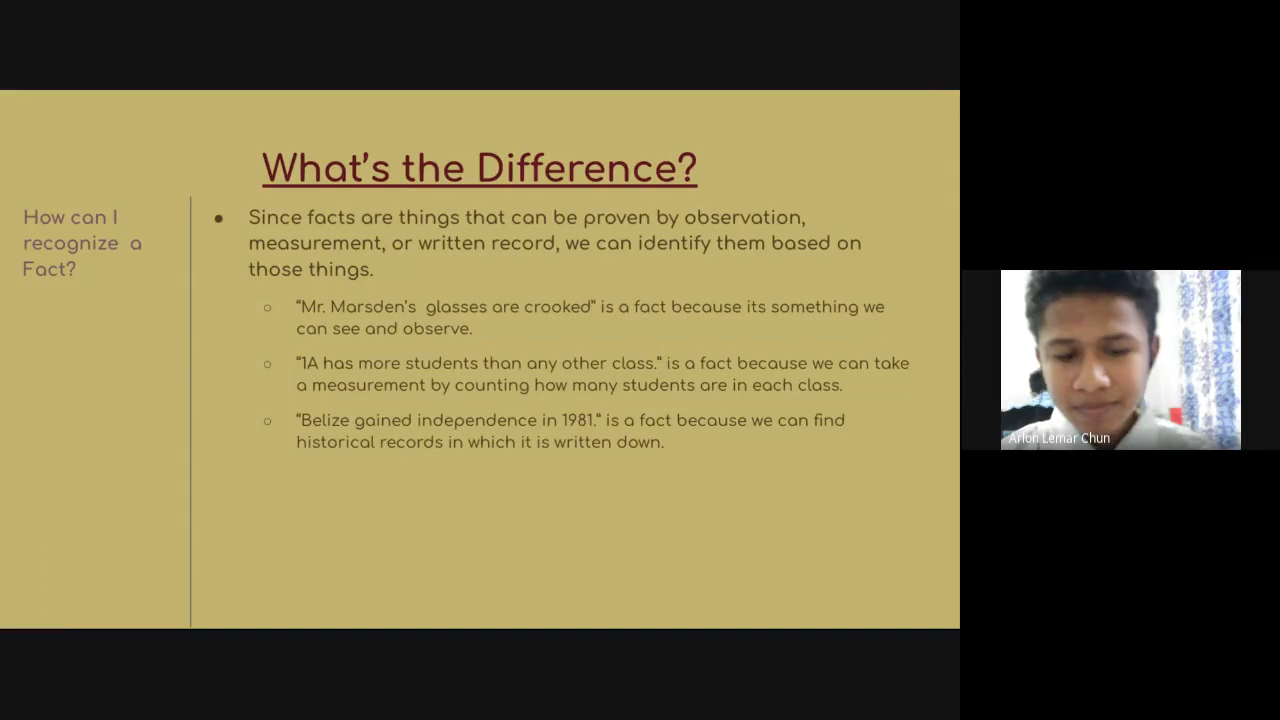 What's the Difference?
How can I
recognize a
Fact?
● Since facts are things that can be proven by observation,
measurement, or written record, we can identify them based on
those things.
○ “Mr. Marsden's glasses are crooked” is a fact because its something we
can see and observe.
○ “1A has more students than any other class.” is a fact because we can take
a measurement by counting how many students are in each class.
○ “Belize gained independence in 1981.” is a fact because we can find
historical records in which it is written down.
Arlon Lemar Chun